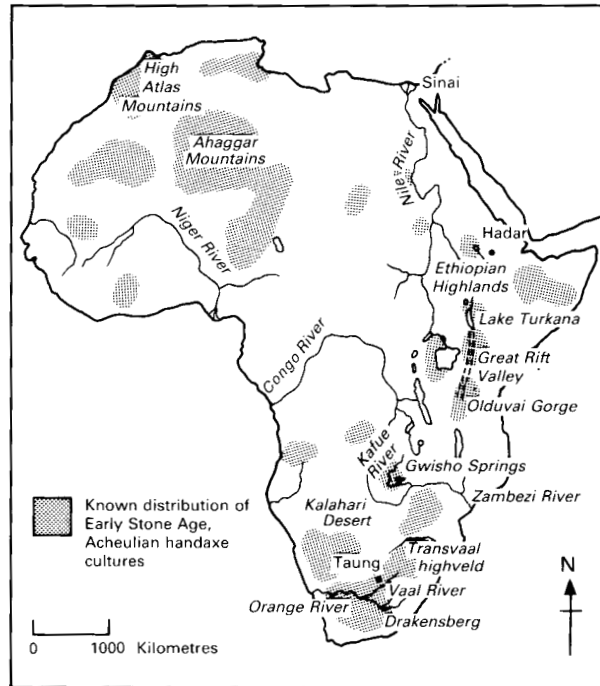 High
Atlas
Mountains
Sinai
Ahaggar
Mountains
Nile River
Niger River
Hadar
Ethiopian
Highlands
Lake Turkana
Congo River
Great Rift
Valley
Olduvai Gorge
Kafue
River
Gwisho Springs
Zambezi River
Known distribution of
Early Stone Age,
Acheulian handaxe
cultures
Kalahari
Desert
Transvaal
highveld
Taung
Vaal River
Orange River
Drakensberg
N
0 1000 Kilometres